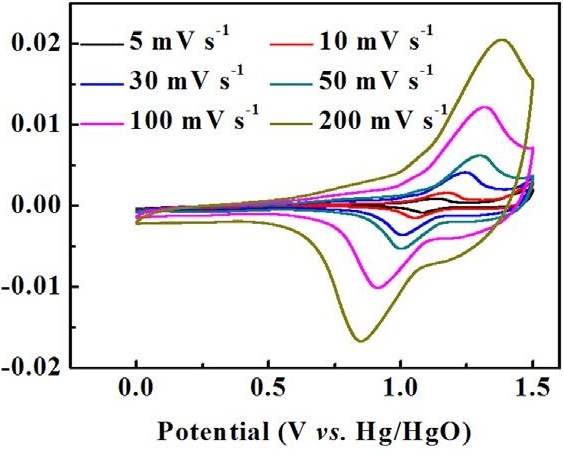 5 mV s⁻¹ 10 mV s⁻¹
30 mV s⁻¹ 50 mV s⁻¹
100 mV s⁻¹ 200 mV s⁻¹
0.02
0.01
0.00
-0.01
-0.02
0.0 0.5 1.0 1.5
Potential (V vs. Hg/HgO)